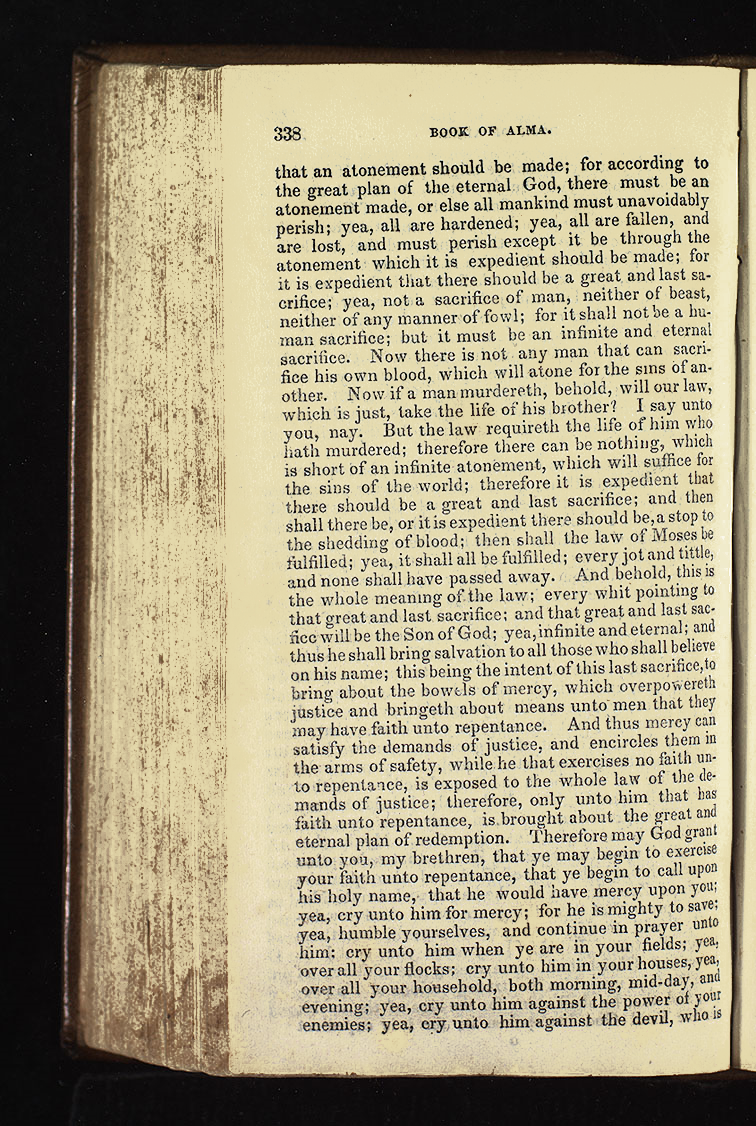 338 BOOK OF ALMA.
that an atonement should be made; for according to
the great plan of the eternal God, there must be an
atonement made, or else all mankind must unavoidably
perish; yea, all are hardened; yea, all are fallen, and
are lost, and must perish except it be through the
atonement which it is expedient should be made; for
it is expedient that there should be a great and last sa-
crifice; yea, not a sacrifice of man, neither of beast,
neither of any manner of fowl; for it shall not be a hu-
man sacrifice; but it must be an infinite and eternal
sacrifice. Now there is not any man that can sacri-
fice his own blood, which will atone for the sins of an-
other. Now if a man murdereth, behold, will our law,
which is just, take the life of his brother? I say unto
you, nay. But the law requireth the life of him who
hath murdered; therefore there can be nothing, which
is short of an infinite atonement, which will suffice for
the sins of the world; therefore it is expedient that
there should be a great and last sacrifice; and then
shall there be, or it is expedient there should be, a stop to
the shedding of blood; then shall the law of Moses be
fulfilled; yea, it shall all be fulfilled; every jot and tittle,
and none shall have passed away. And behold, this is
the whole meaning of the law; every whit pointing to
that great and last sacrifice; and that great and last sac-
fice will be the Son of God; yea, infinite and eternal; and
thus he shall bring salvation to all those who shall believe
on his name; this being the intent of this last sacrifice, to
bring about the bowels of mercy, which overpowereth
justice and bringeth about means unto men that they
may have faith unto repentance. And thus mercy can
satisfy the demands of justice, and encircles them in
the arms of safety, while he that exercises no faith un-
to repentance, is exposed to the whole law of the de-
mands of justice; therefore, only unto him that has
faith unto repentance, is brought about the great and
eternal plan of redemption. Therefore may God grant
unto you, my brethren, that ye may begin to exercise
your faith unto repentance, that ye begin to call upon
his holy name, that he would have mercy upon you;
yea, cry unto him for mercy; for he is mighty to save;
yea, humble yourselves, and continue in prayer unto
him; cry unto him when ye are in your fields; yea,
over all your flocks; cry unto him in your houses, yea,
over all your household, both morning, mid-day, and
evening; yea, cry unto him against the power of your
enemies; yea, cry unto him against the devil, who is